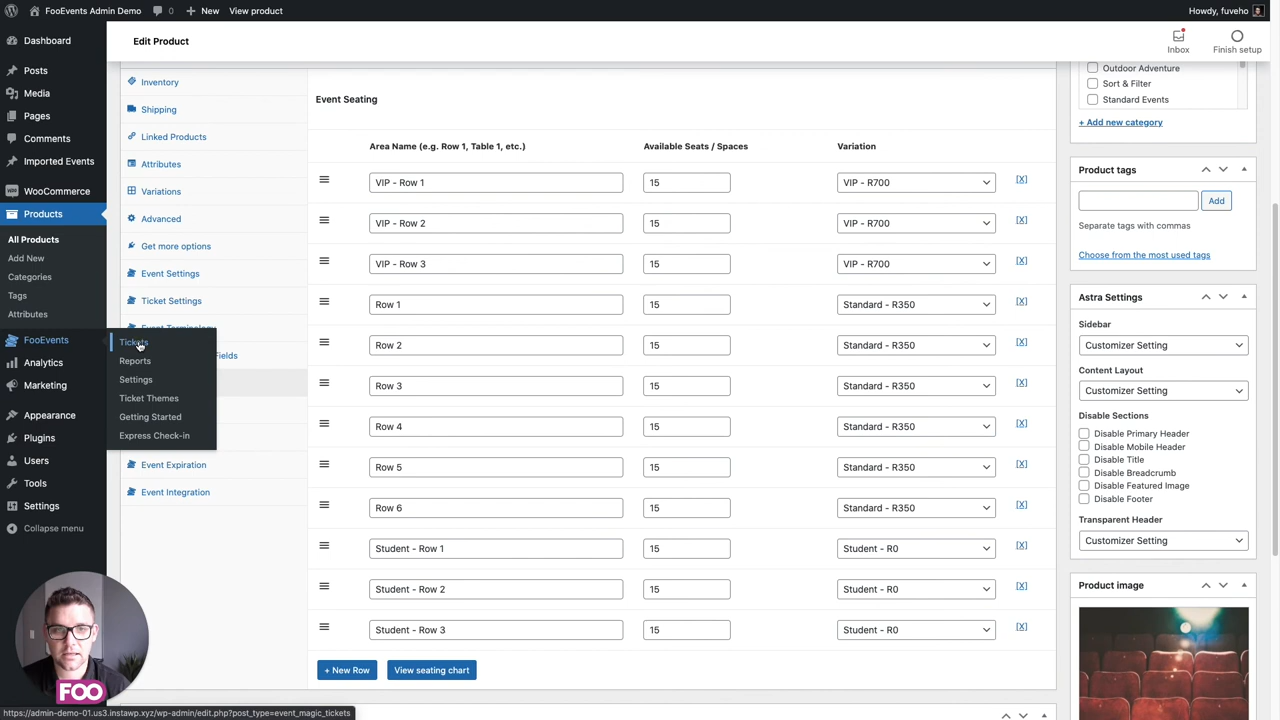 FooEvents Admin Demo
0
New
View product
Howdy, fuveho
Edit Product
Inbox
Finish setup
Dashboard
Posts
Media
Pages
Comments
Imported Events
WooCommerce
Products
All Products
Add New
Categories
Tags
Attributes
FooEvents
Analytics
Marketing
Appearance
Plugins
Users
Tools
Settings
Collapse menu
Tickets
Reports
Settings
Ticket Themes
Getting Started
Express Check-in
Inventory
Shipping
Linked Products
Attributes
Variations
Advanced
Get more options
Event Settings
Ticket Settings
Event Terminology
Fields
Event Expiration
Event Integration
Event Seating
Area Name (e.g. Row 1, Table 1, etc.) Available Seats / Spaces Variation
VIP - Row 1 15 VIP - R700 [X]
VIP - Row 2 15 VIP - R700 [X]
VIP - Row 3 15 VIP - R700 [X]
Row 1 15 Standard - R350 [X]
Row 2 15 Standard - R350 [X]
Row 3 15 Standard - R350 [X]
Row 4 15 Standard - R350 [X]
Row 5 15 Standard - R350 [X]
Row 6 15 Standard - R350 [X]
Student - Row 1 15 Student - R0 [X]
Student - Row 2 15 Student - R0 [X]
Student - Row 3 15 Student - R0 [X]
+ New Row
View seating chart
Outdoor Adventure
Sort & Filter
Standard Events
+ Add new category
Product tags
Add
Separate tags with commas
Choose from the most used tags
Astra Settings
Sidebar
Customizer Setting
Content Layout
Customizer Setting
Disable Sections
Disable Primary Header
Disable Mobile Header
Disable Title
Disable Breadcrumb
Disable Featured Image
Disable Footer
Transparent Header
Customizer Setting
Product image
FOO
https://admin-demo-01.us3.instawp.xyz/wp-admin/edit.php?post_type=event_magic_tickets